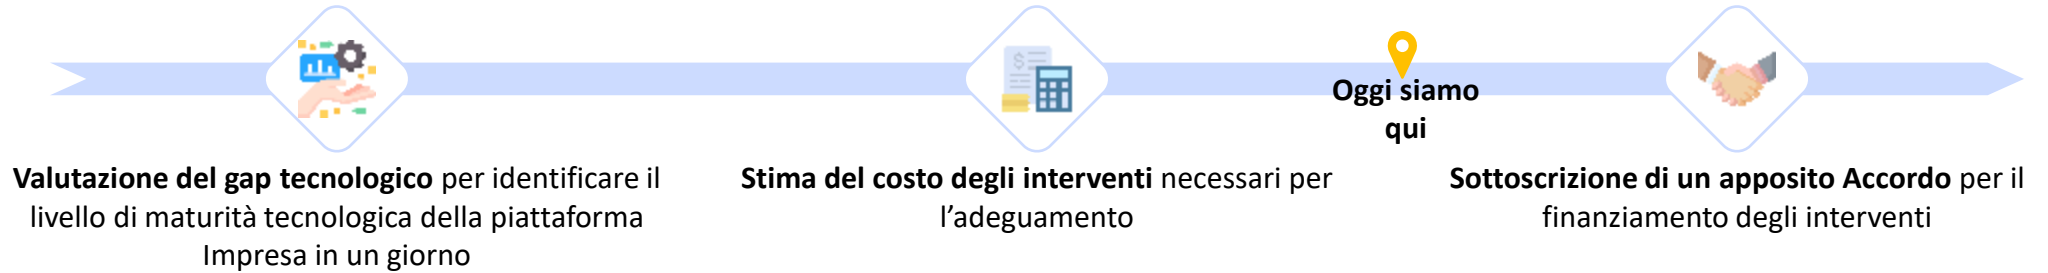 Oggi siamo
qui
Valutazione del gap tecnologico per identificare il
livello di maturità tecnologica della piattaforma
Impresa in un giorno
Stima del costo degli interventi necessari per
l’adeguamento
Sottoscrizione di un apposito Accordo per il
finanziamento degli interventi